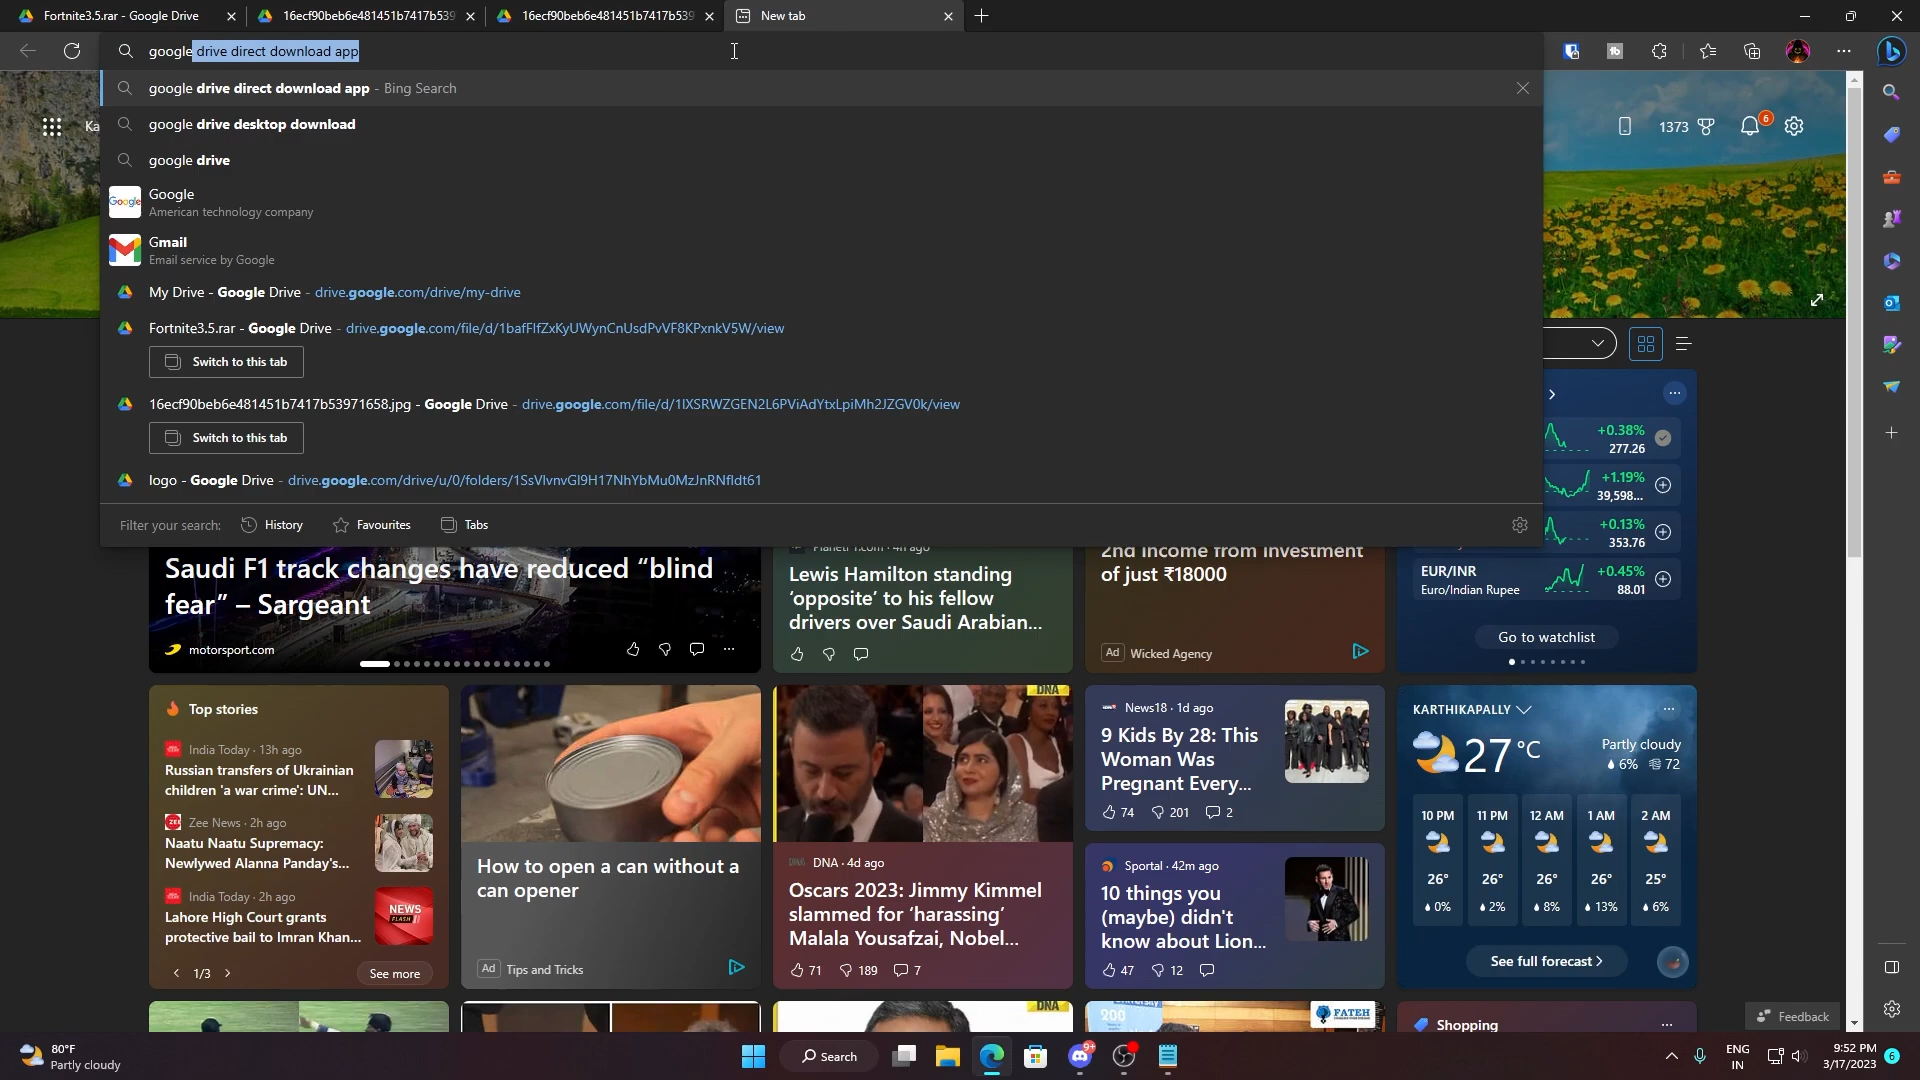 Fortnite3.5.rar - Google Drive
16ecf90beb6e481451b7417b539
16ecf90beb6e481451b7417b539
New tab
google drive direct download app
google drive direct download app - Bing Search
google drive desktop download
google drive
Google
American technology company
Gmail
Email service by Google
My Drive - Google Drive - drive.google.com/drive/my-drive
Fortnite3.5.rar - Google Drive - drive.google.com/file/d/1bafFIfZxKyUWynCnUsdPvVF8KPxnkV5W/view
Switch to this tab
16ecf90beb6e481451b7417b53971658.jpg - Google Drive - drive.google.com/file/d/1IXSRWZGEN2L6PViAdYtxLpiMh2JZGV0k/view
Switch to this tab
logo - Google Drive - drive.google.com/drive/u/0/folders/1SsVIvnvGl9H17NhYbMu0MzJnRNfIdt61
Filter your search:
History
Favourites
Tabs
Ka
1373
6
+0.38%
277.26
+1.19%
39,598...
+0.13%
353.76
EUR/INR
Euro/Indian Rupee
+0.45%
88.01
Go to watchlist
Saudi F1 track changes have reduced “blind
fear” – Sargeant
motorsport.com
Lewis Hamilton standing
‘opposite’ to his fellow
drivers over Saudi Arabian...
2nd income from investment
of just ₹18000
Ad Wicked Agency
Top stories
India Today · 13h ago
Russian transfers of Ukrainian
children 'a war crime': UN...
Zee News · 2h ago
Naatu Naatu Supremacy:
Newlywed Alanna Panday's...
India Today · 2h ago
Lahore High Court grants
protective bail to Imran Khan...
NEWS
FLASH
1/3
See more
How to open a can without a
can opener
Ad Tips and Tricks
DNA
DNA · 4d ago
Oscars 2023: Jimmy Kimmel
slammed for ‘harassing’
Malala Yousafzai, Nobel...
71 189 7
News18 · 1d ago
9 Kids By 28: This
Woman Was
Pregnant Every...
74 201 2
Sportal · 42m ago
10 things you
(maybe) didn't
know about Lion...
47 12
KARTHIKAPALLY
27 °C
Partly cloudy
6% 72
10 PM 11 PM 12 AM 1 AM 2 AM
26° 26° 26° 26° 25°
0% 2% 8% 13% 6%
See full forecast
DNA
200
FATEH
Shopping
Feedback
80°F
Partly cloudy
Search
9+
ENG
IN
9:52 PM
3/17/2023
6